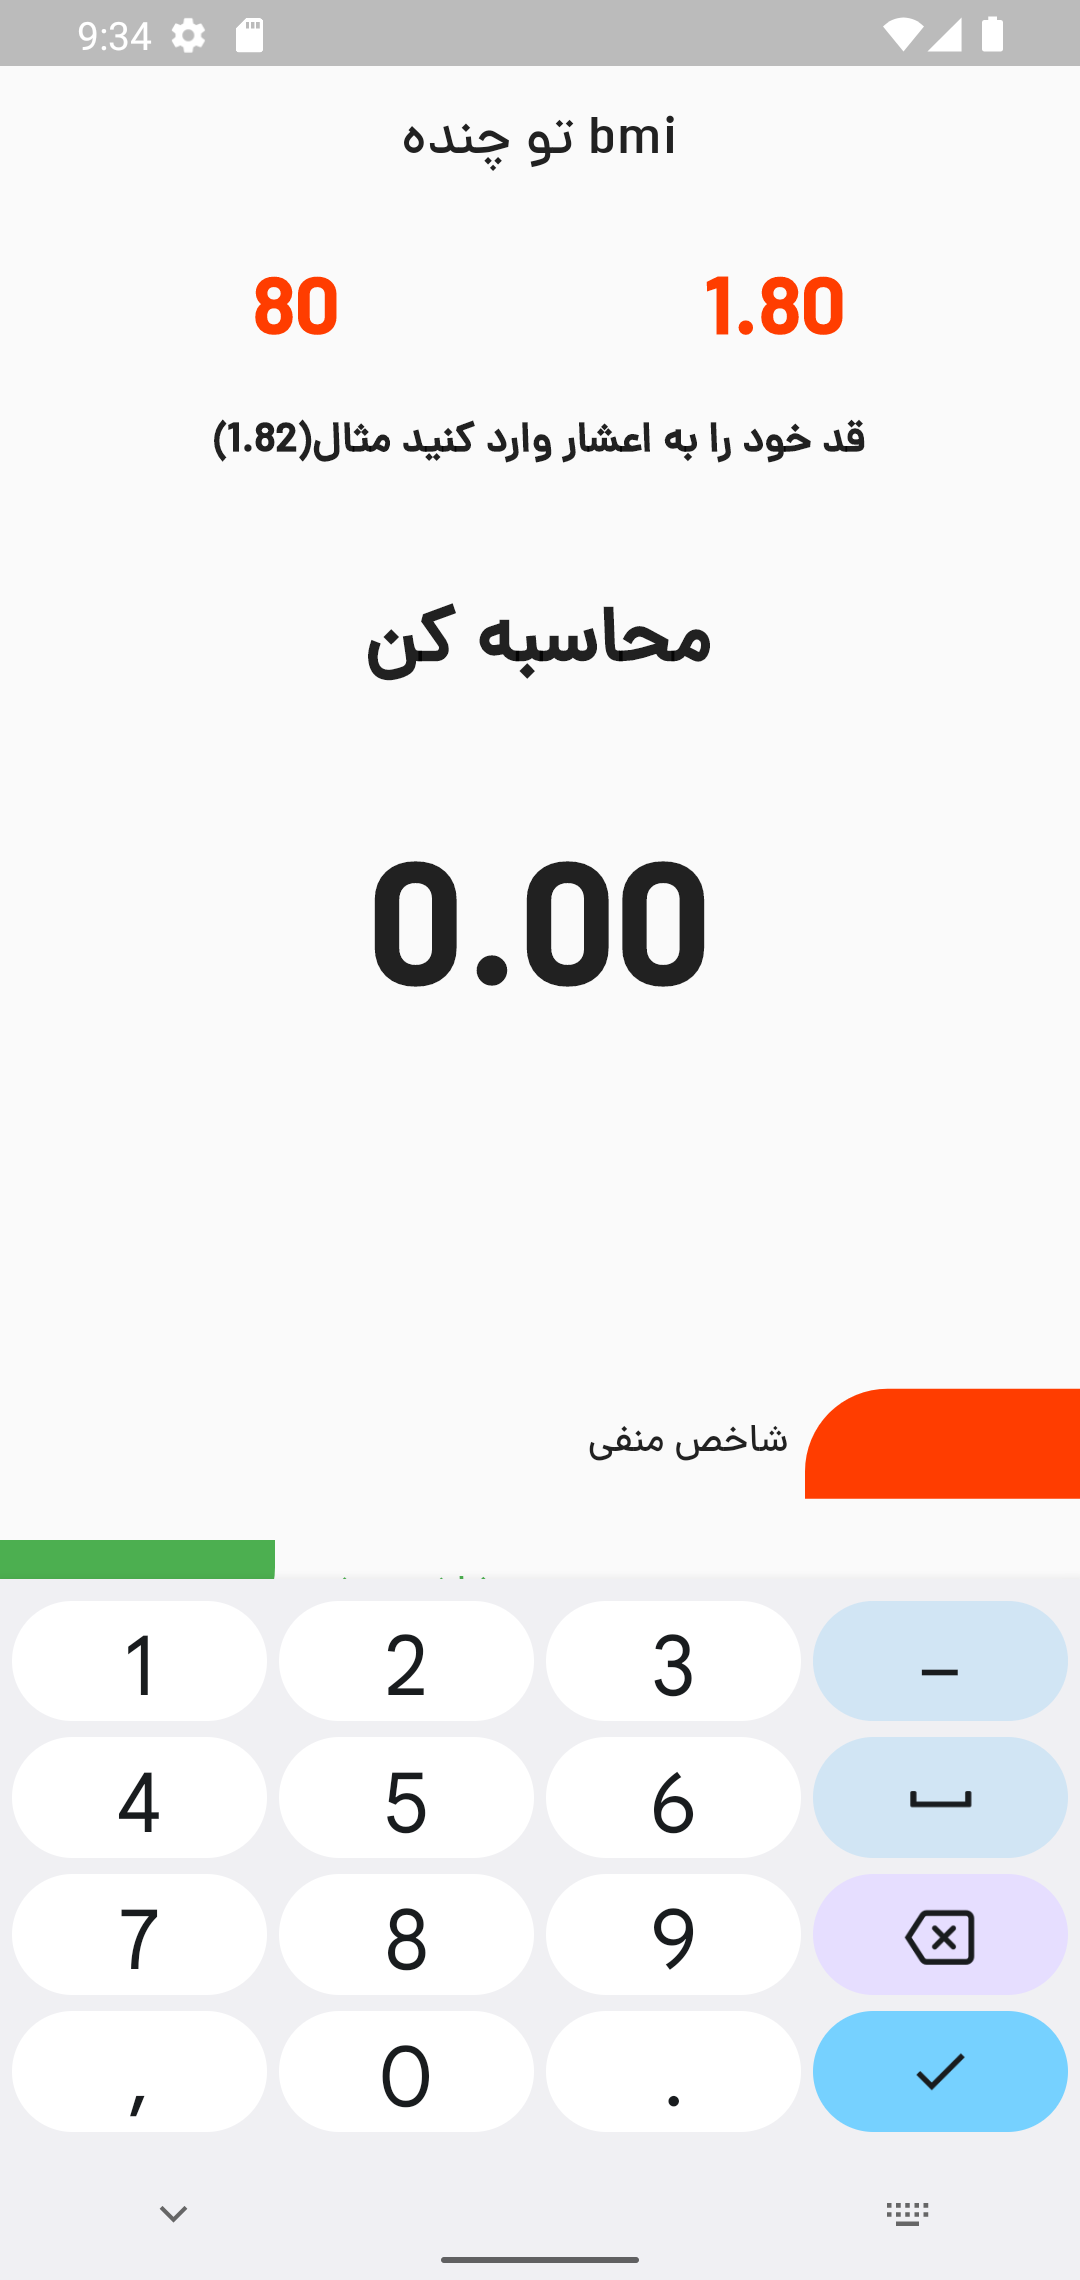 9:34
bmi تو چنده
80
1.80
قد خود را به اعشار وارد کنید مثال(1.82)
محاسبه کن
0.00
شاخص منفی
1 2 3 –
4 5 6
7 8 9
, 0 .